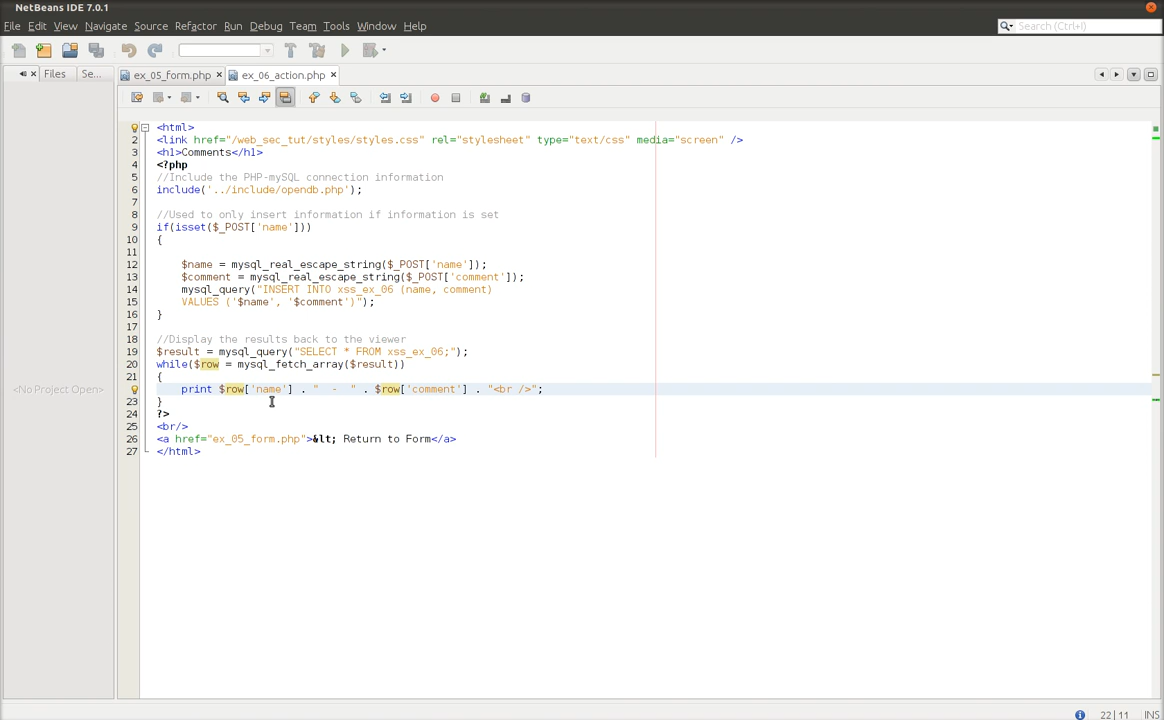 NetBeans IDE 7.0.1
File Edit View Navigate Source Refactor Run Debug Team Tools Window Help
Search (Ctrl+I)
Files Se... ex_05_form.php ex_06_action.php
<No Project Open>
1 <html>
2 <link href="/web_sec_tut/styles/styles.css" rel="stylesheet" type="text/css" media="screen" />
3 <h1>Comments</h1>
4 <?php
5 //Include the PHP-mySQL connection information
6 include('../include/opendb.php');
7
8 //Used to only insert information if information is set
9 if(isset($_POST['name']))
10 {
11
12 $name = mysql_real_escape_string($_POST['name']);
13 $comment = mysql_real_escape_string($_POST['comment']);
14 mysql_query("INSERT INTO xss_ex_06 (name, comment)
15 VALUES ('$name', '$comment')");
16 }
17
18 //Display the results back to the viewer
19 $result = mysql_query("SELECT * FROM xss_ex_06;");
20 while($row = mysql_fetch_array($result))
21 {
print $row['name'] . "  -  " . $row['comment'] . "<br />";
23 }
24 ?>
25 <br/>
26 <a href="ex_05_form.php">&lt; Return to Form</a>
27 </html>
22|11 INS